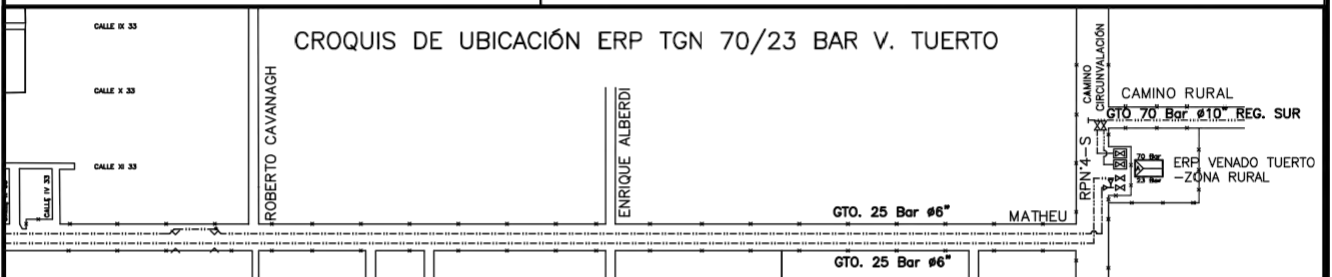 CROQUIS DE UBICACIÓN ERP TGN 70/23 BAR V. TUERTO
CALLE IX 33
CALLE X 33
CALLE XI 33
CALLE IV 33
ROBERTO CAVANAGH
ENRIQUE ALBERDI
CAMINO
CIRCUNVALACIÓN
CAMINO RURAL
GTO 70 Bar ø10" REG. SUR
RPN°4-S
70 Bar
23 Bar
ERP VENADO TUERTO
-ZONA RURAL
GTO. 25 Bar ø6"
MATHEU
GTO. 25 Bar ø6"